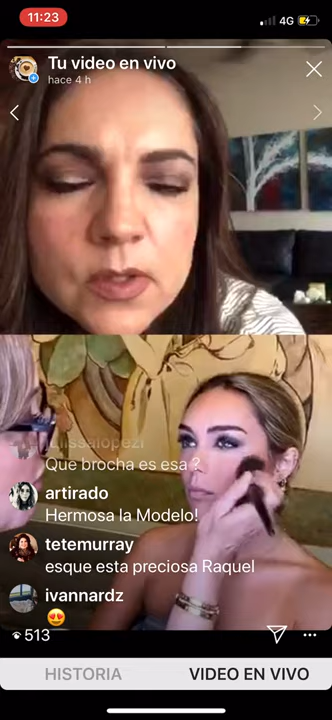 11:23
4G
Tu video en vivo
hace 4 h
Que brocha es esa ?
artirado
Hermosa la Modelo!
tetemurray
esque esta preciosa Raquel
ivannardz
😍
513
HISTORIA
VIDEO EN VIVO